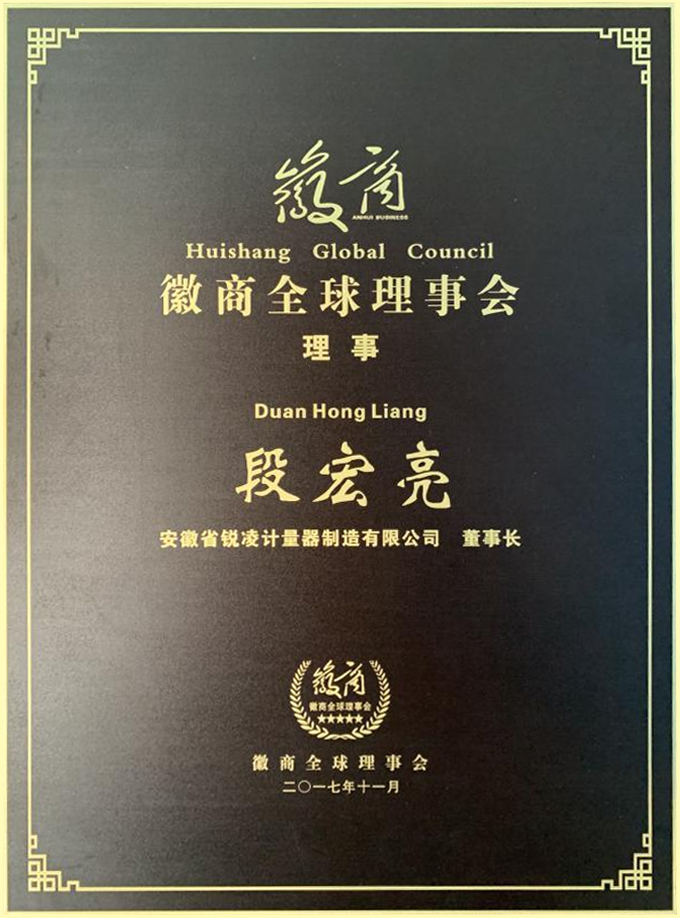 徽商
ANHUI BUSINESS
Huishang Global Council
徽商全球理事会
理事
Duan Hong Liang
段宏亮
安徽省锐凌计量器制造有限公司 董事长
徽商
徽商全球理事会
★★★★★
徽商全球理事会
二〇一七年十一月